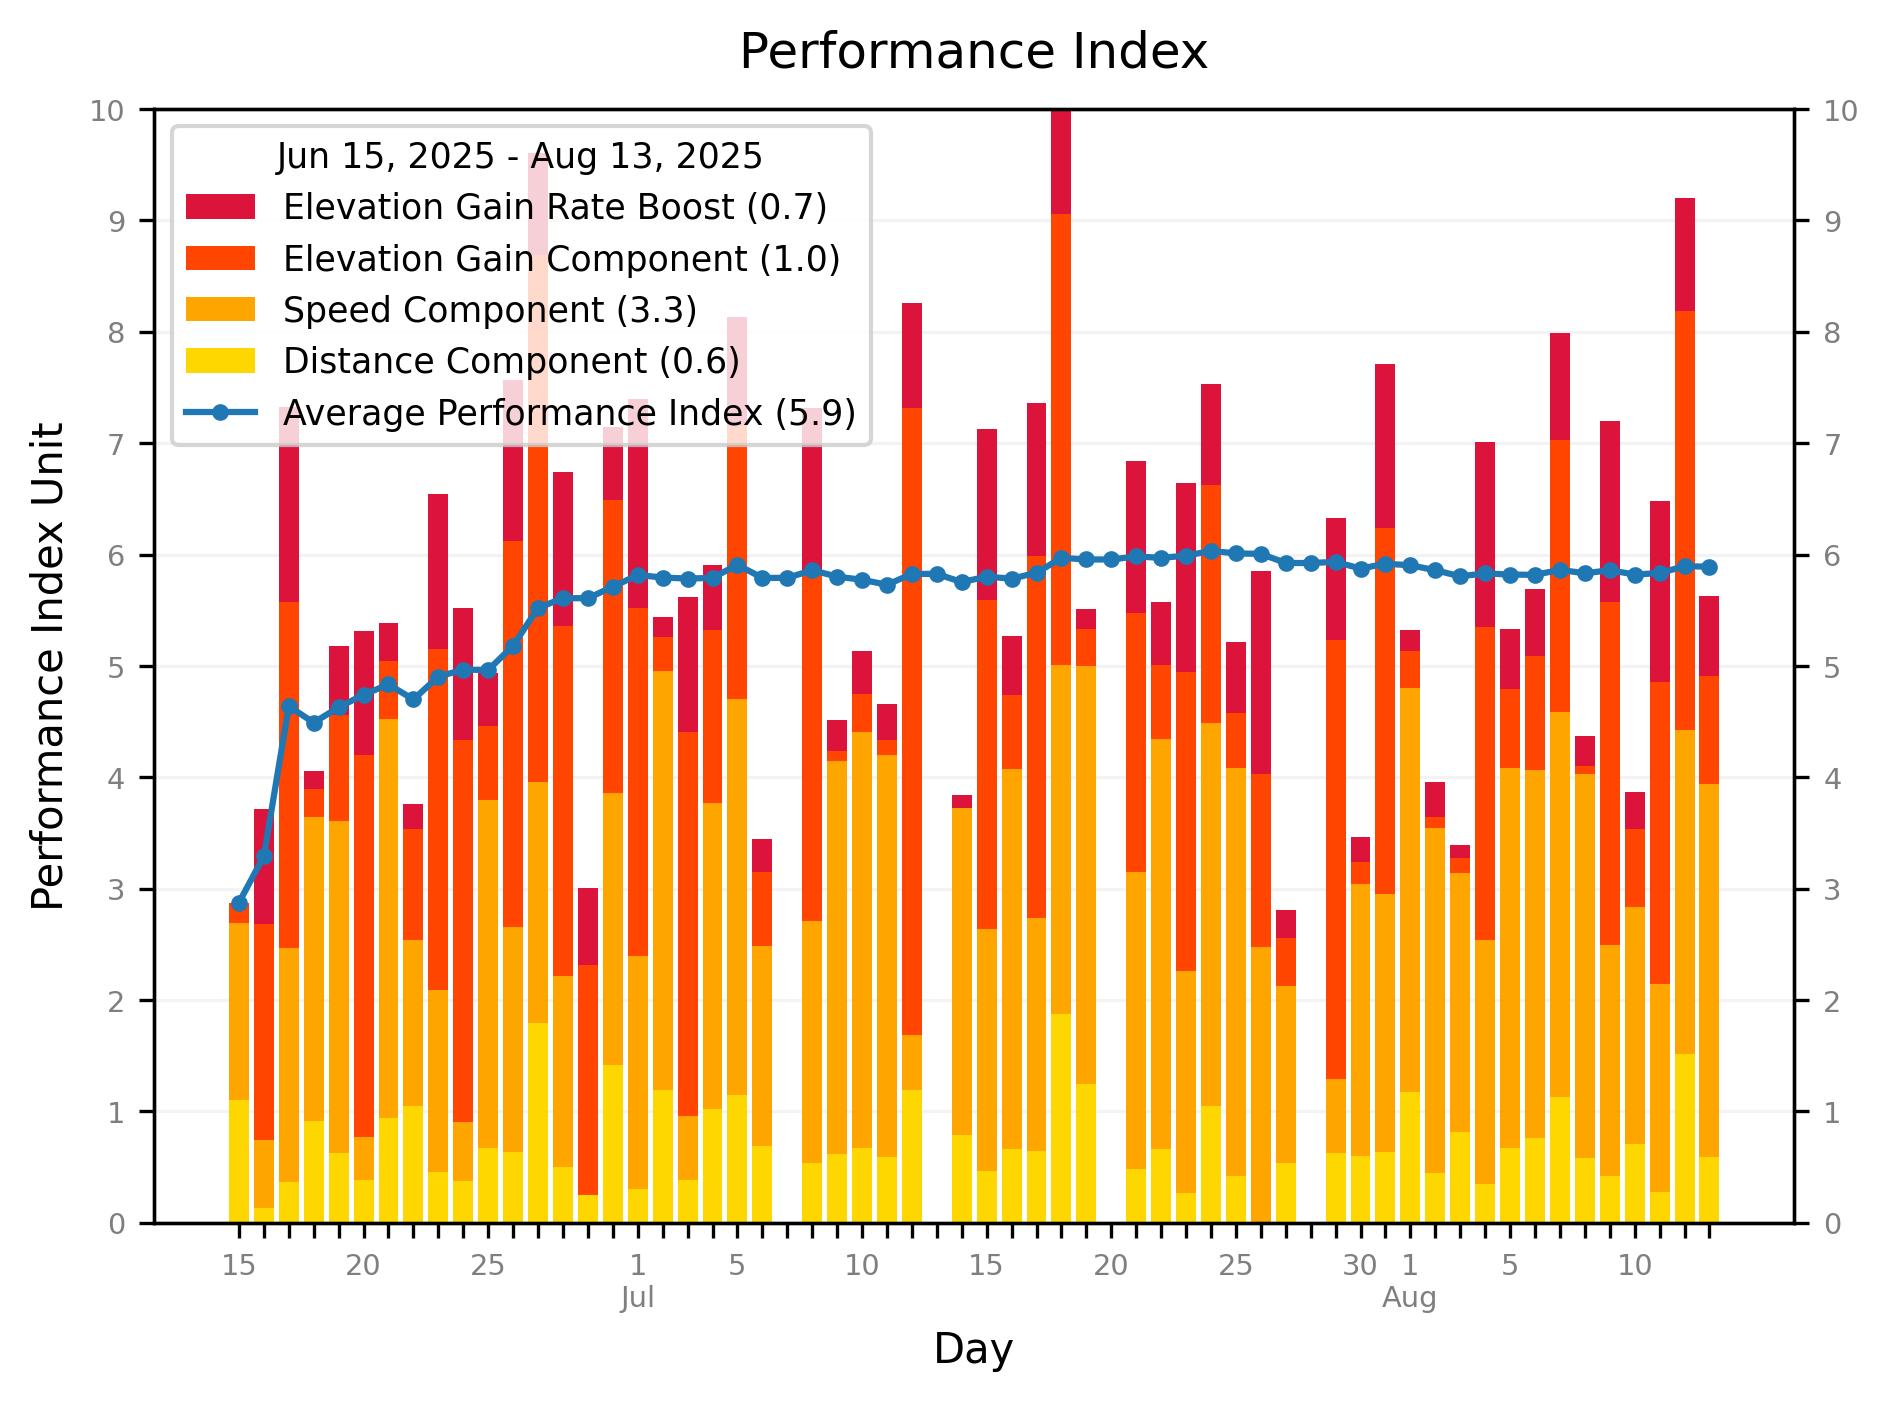 Performance Index
10
9
8
7
6
5
4
3
2
1
0
Performance Index Unit
Jun 15, 2025 - Aug 13, 2025
Elevation Gain Rate Boost (0.7)
Elevation Gain Component (1.0)
Speed Component (3.3)
Distance Component (0.6)
Average Performance Index (5.9)
10
9
8
7
6
5
4
3
2
1
0
15 20 25 1 5 10 15 20 25 30 1 5 10
Jul Aug
Day